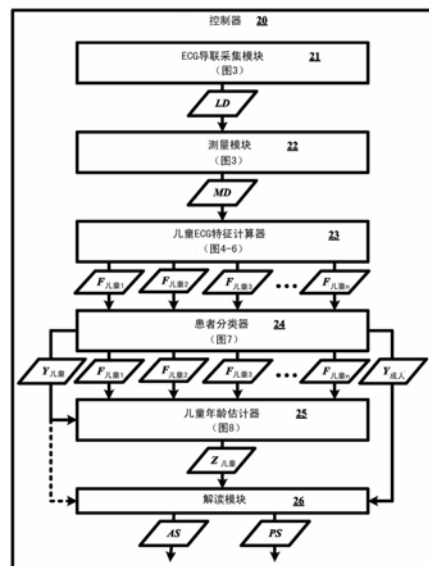 控制器 20
ECG导联采集模块 21
(图3)
LD
测量模块 22
(图3)
MD
儿童ECG特征计算器 23
(图4-6)
F儿童1 F儿童2 F儿童3 ••• F儿童n
患者分类器 24
(图7)
Y儿童 F儿童1 F儿童2 F儿童3 ••• F儿童n Y成人
儿童年龄估计器 25
(图8)
Z儿童
解读模块 26
AS PS